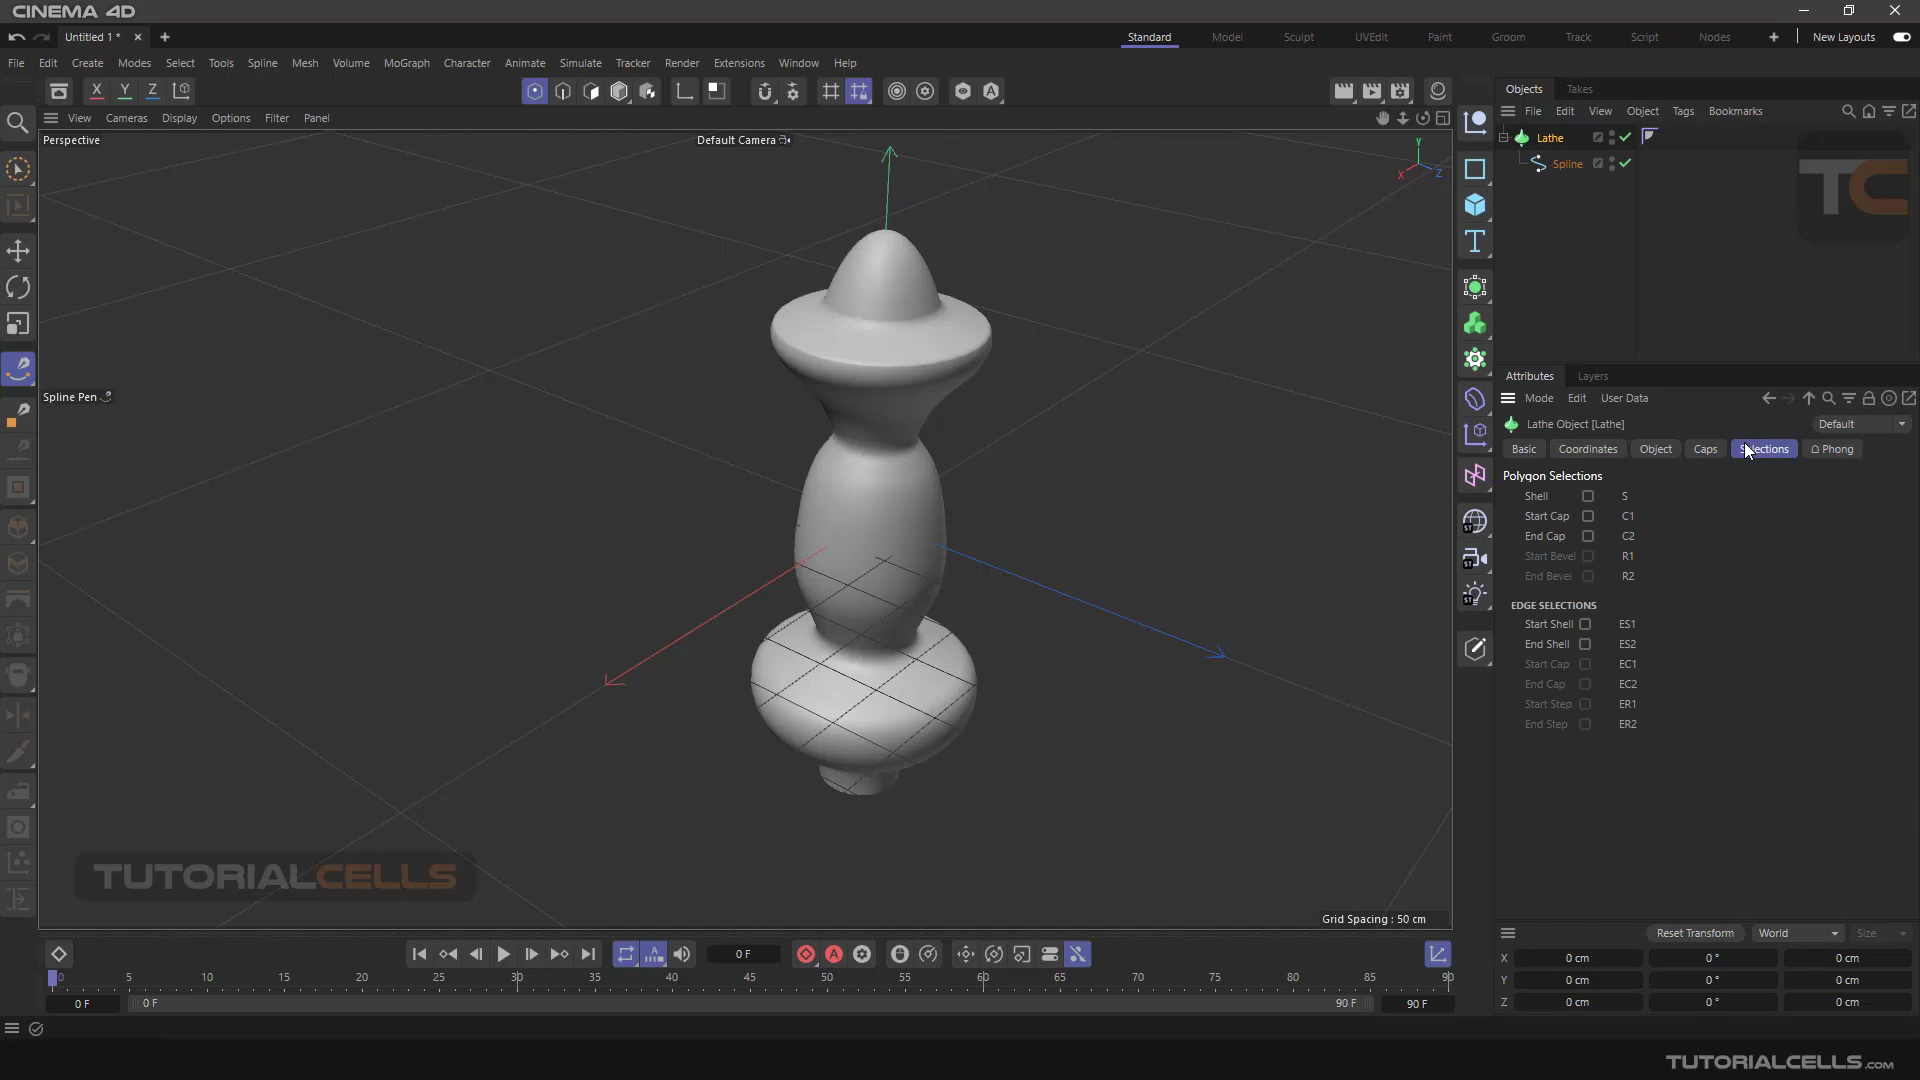 CINEMA 4D
Untitled 1 *
Standard Model Sculpt UVEdit Paint Groom Track Script Nodes New Layouts
File Edit Create Modes Select Tools Spline Mesh Volume MoGraph Character Animate Simulate Tracker Render Extensions Window Help
X Y Z
Objects Takes
View Cameras Display Options Filter Panel
File Edit View Object Tags Bookmarks
Perspective
Default Camera
Lathe
Spline
TC
Y
X Z
Spline Pen
Attributes Layers
Mode Edit User Data
Lathe Object [Lathe]
Default
Basic Coordinates Object Caps Selections Phong
Polygon Selections
Shell S
Start Cap C1
End Cap C2
Start Bevel R1
End Bevel R2
EDGE SELECTIONS
Start Shell ES1
End Shell ES2
Start Cap EC1
End Cap EC2
Start Step ER1
End Step ER2
TUTORIALCELLS
Grid Spacing : 50 cm
Reset Transform World Size
0 F
X 0 cm 0 ° 0 cm
Y 0 cm 0 ° 0 cm
Z 0 cm 0 ° 0 cm
0 5 10 15 20 25 30 35 40 45 50 55 60 65 70 75 80 85 90
0 F 0 F 90 F 90 F
TUTORIALCELLS.com